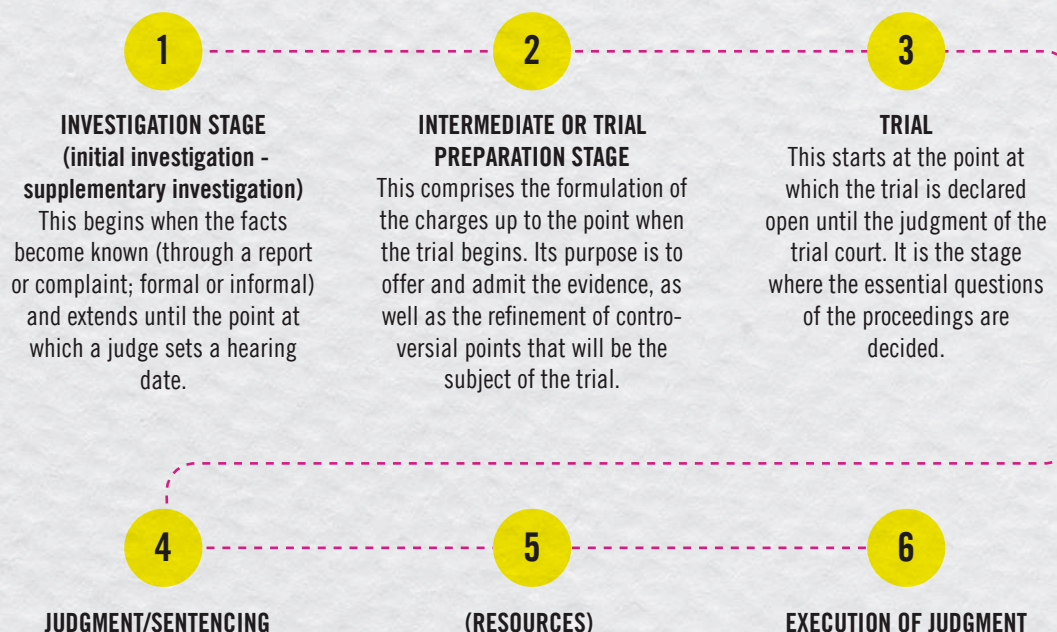 1
INVESTIGATION STAGE
(initial investigation -
supplementary investigation)
This begins when the facts
become known (through a report
or complaint; formal or informal)
and extends until the point at
which a judge sets a hearing
date.
2
INTERMEDIATE OR TRIAL
PREPARATION STAGE
This comprises the formulation of
the charges up to the point when
the trial begins. Its purpose is to
offer and admit the evidence, as
well as the refinement of contro-
versial points that will be the
subject of the trial.
3
TRIAL
This starts at the point at
which the trial is declared
open until the judgment of the
trial court. It is the stage
where the essential questions
of the proceedings are
decided.
4
JUDGMENT/SENTENCING
5
(RESOURCES)
6
EXECUTION OF JUDGMENT